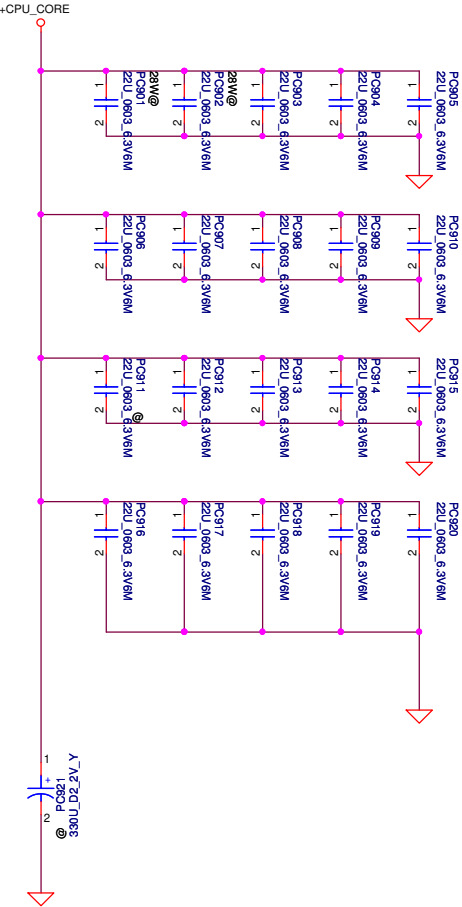 +CPU_CORE
1
2
28W@
PC901
22U_0603_6.3V6M
1
2
28W@
PC902
22U_0603_6.3V6M
1
2
PC903
22U_0603_6.3V6M
1
2
PC904
22U_0603_6.3V6M
1
2
PC905
22U_0603_6.3V6M
1
2
PC906
22U_0603_6.3V6M
1
2
PC907
22U_0603_6.3V6M
1
2
PC908
22U_0603_6.3V6M
1
2
PC909
22U_0603_6.3V6M
1
2
PC910
22U_0603_6.3V6M
1
2
@
PC911
22U_0603_6.3V6M
1
2
PC912
22U_0603_6.3V6M
1
2
PC913
22U_0603_6.3V6M
1
2
PC914
22U_0603_6.3V6M
1
2
PC915
22U_0603_6.3V6M
1
2
PC916
22U_0603_6.3V6M
1
2
PC917
22U_0603_6.3V6M
1
2
PC918
22U_0603_6.3V6M
1
2
PC919
22U_0603_6.3V6M
1
2
PC920
22U_0603_6.3V6M
1
+
2
@
PC921
330U_D2_2V_Y